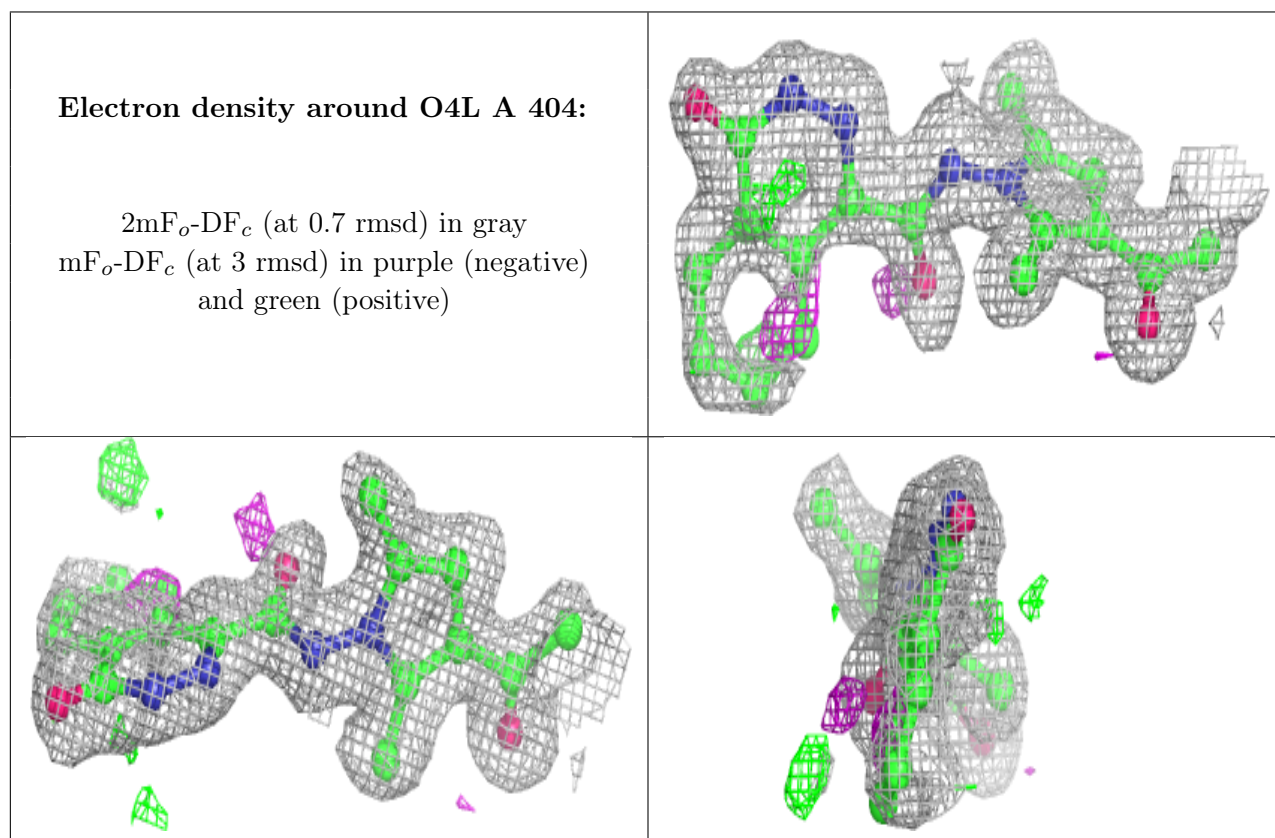 Electron density around O4L A 404:
2mFo-DFc (at 0.7 rmsd) in gray
mFo-DFc (at 3 rmsd) in purple (negative)
and green (positive)